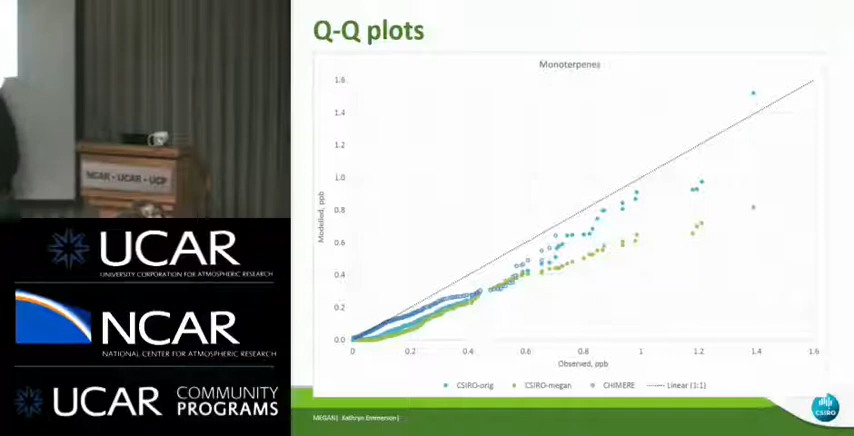 Q-Q plots
Monoterpenes
1.6
1.4
1.2
1.0
0.8
0.6
0.4
0.2
0.0
Modelled, ppb
0
0.2
0.4
0.6
0.8
1
1.2
1.4
1.6
Observed, ppb
CSIRO-orig
CSIRO-megan
CHIMERE
Linear (1:1)
MEGAN | Kathryn Emmerson |
CSIRO
NCAR • UCAR • UCP
UCAR
UNIVERSITY CORPORATION FOR ATMOSPHERIC RESEARCH
NCAR
NATIONAL CENTER FOR ATMOSPHERIC RESEARCH
UCAR
COMMUNITY
PROGRAMS